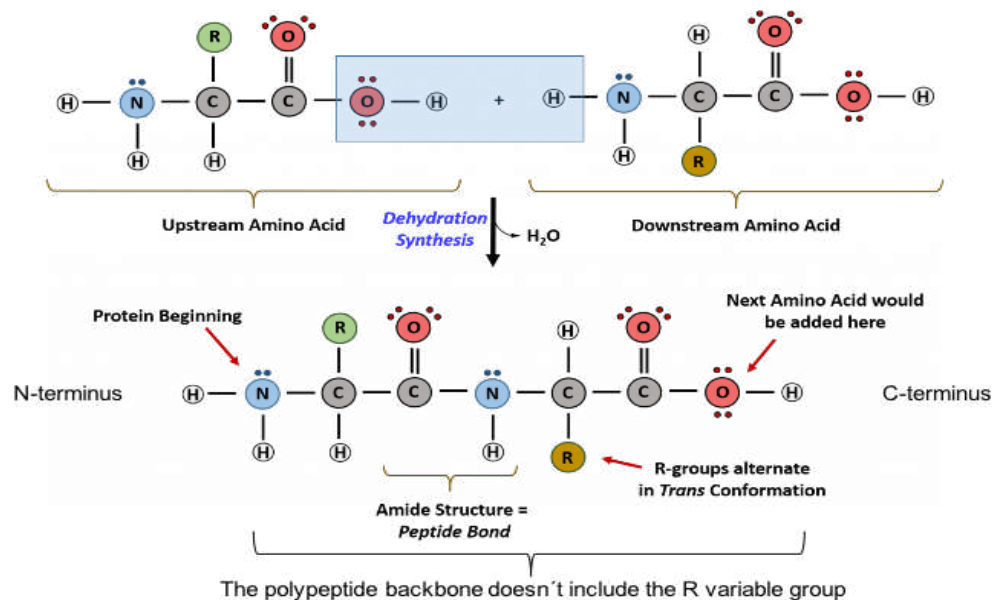 R O O
H N C C O H + H N C C O H
H H H R
Upstream Amino Acid
Downstream Amino Acid
Dehydration
Synthesis
H₂O
Protein Beginning
Next Amino Acid would
be added here
R O H O
N-terminus
H N C C N C C O H
C-terminus
H H H R
R-groups alternate
in Trans Conformation
Amide Structure =
Peptide Bond
The polypeptide backbone doesn´t include the R variable group